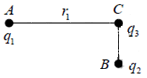 A r₁ C
q₁ q₃
B q₂